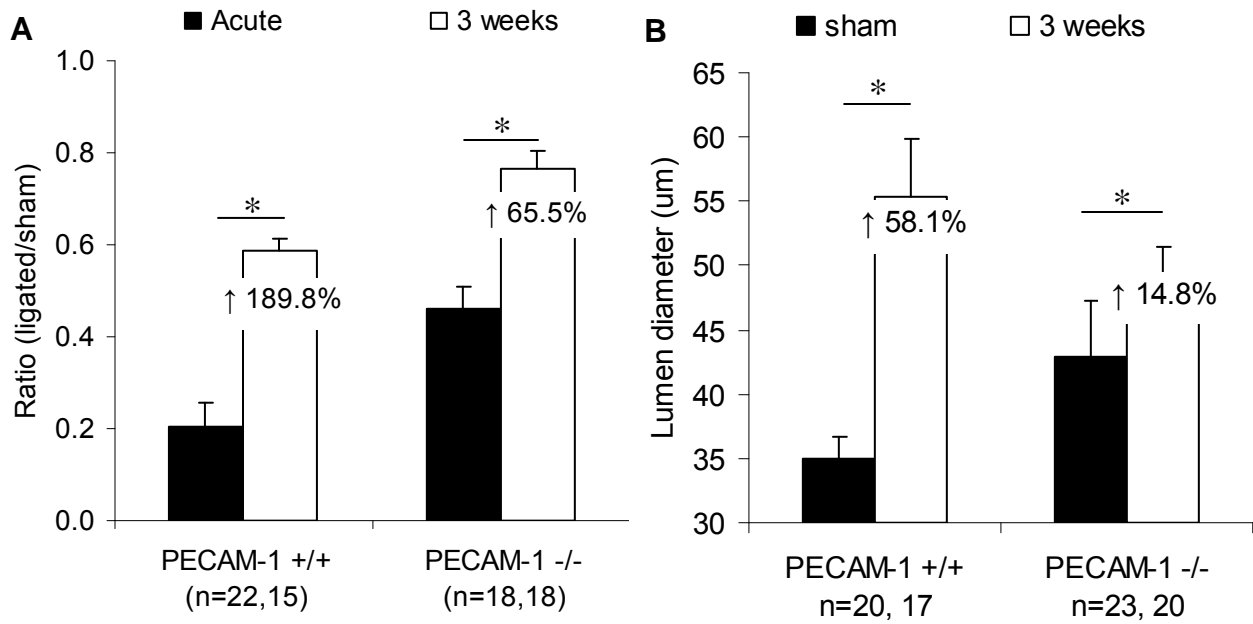 A
Acute
3 weeks
Ratio (ligated/sham)
1.0
0.8
0.6
0.4
0.2
0.0
*
↑ 189.8%
*
↑ 65.5%
PECAM-1 +/+
(n=22,15)
PECAM-1 -/-
(n=18,18)
B
sham
3 weeks
Lumen diameter (um)
65
60
55
50
45
40
35
30
*
↑ 58.1%
*
↑ 14.8%
PECAM-1 +/+
n=20, 17
PECAM-1 -/-
n=23, 20